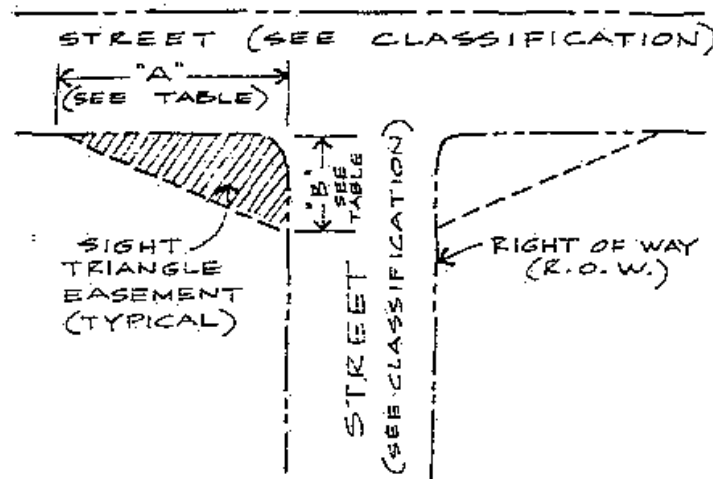 STREET (SEE CLASSIFICATION)
"A"
(SEE TABLE)
"B"
SEE
TABLE
SIGHT
TRIANGLE
EASEMENT
(TYPICAL)
STREET
(SEE CLASSIFICATION)
RIGHT OF WAY
(R.O.W.)